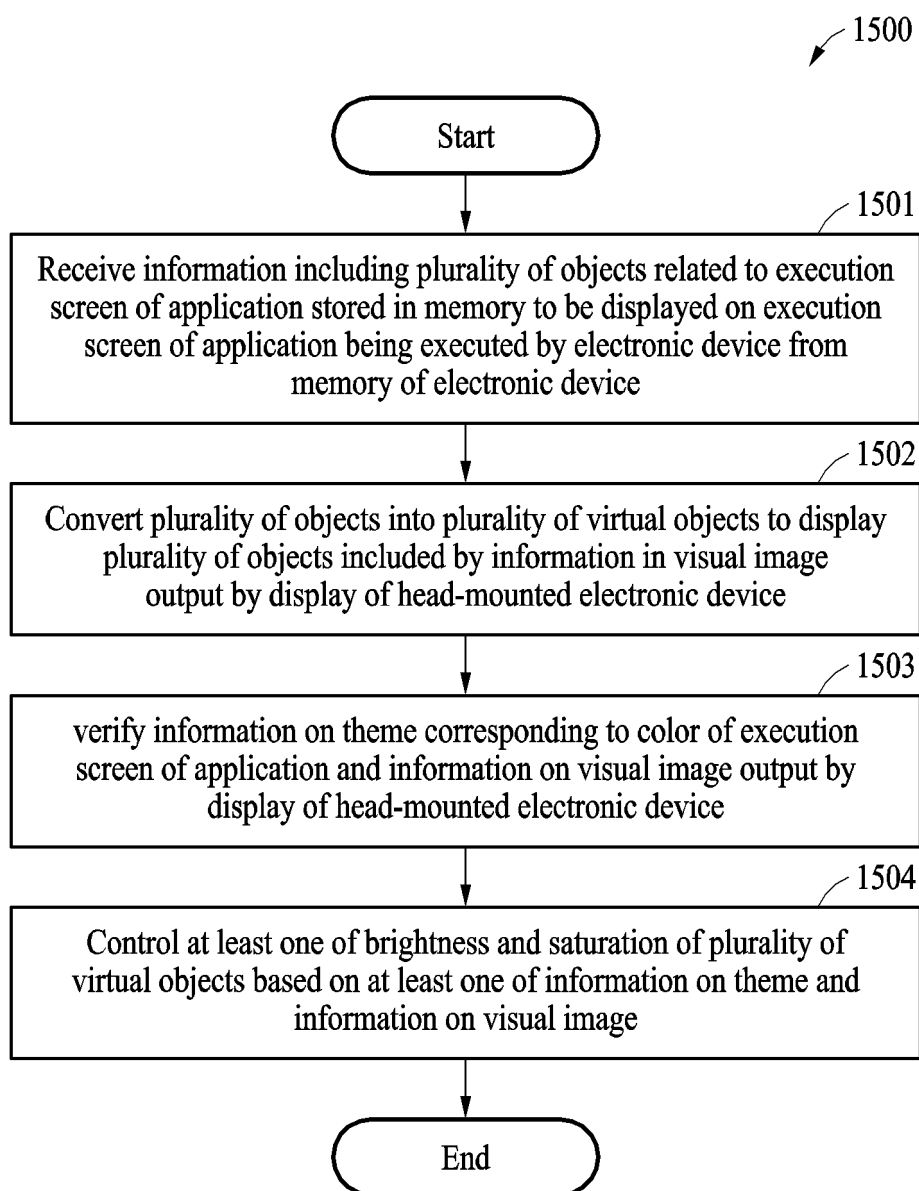 1500
Start
1501
Receive information including plurality of objects related to execution
screen of application stored in memory to be displayed on execution
screen of application being executed by electronic device from
memory of electronic device
1502
Convert plurality of objects into plurality of virtual objects to display
plurality of objects included by information in visual image
output by display of head-mounted electronic device
1503
verify information on theme corresponding to color of execution
screen of application and information on visual image output by
display of head-mounted electronic device
1504
Control at least one of brightness and saturation of plurality of
virtual objects based on at least one of information on theme and
information on visual image
End